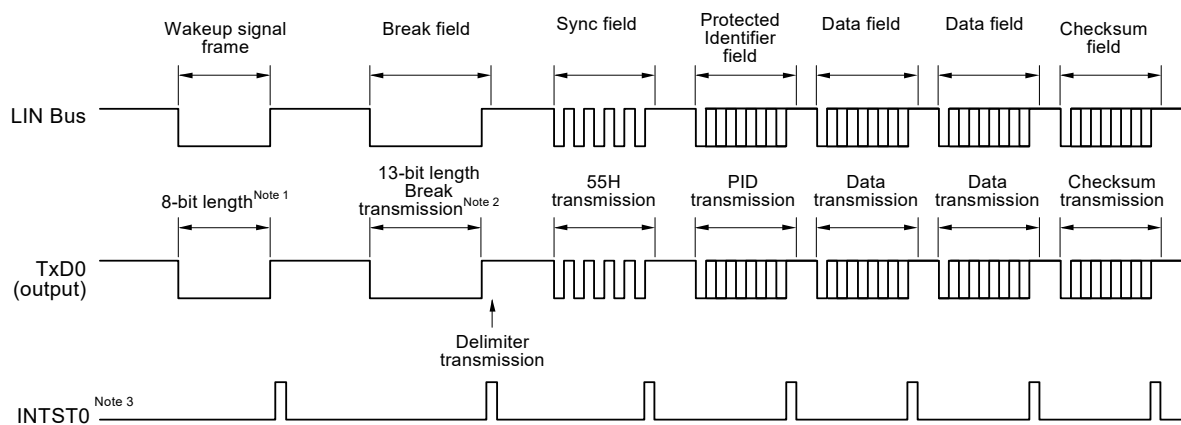 Wakeup signal
frame
Break field
Sync field
Protected
Identifier
field
Data field
Data field
Checksum
field
LIN Bus
8-bit length Note 1
13-bit length
Break
transmission Note 2
55H
transmission
PID
transmission
Data
transmission
Data
transmission
Checksum
transmission
TxD0
(output)
Delimiter
transmission
INTST0 Note 3